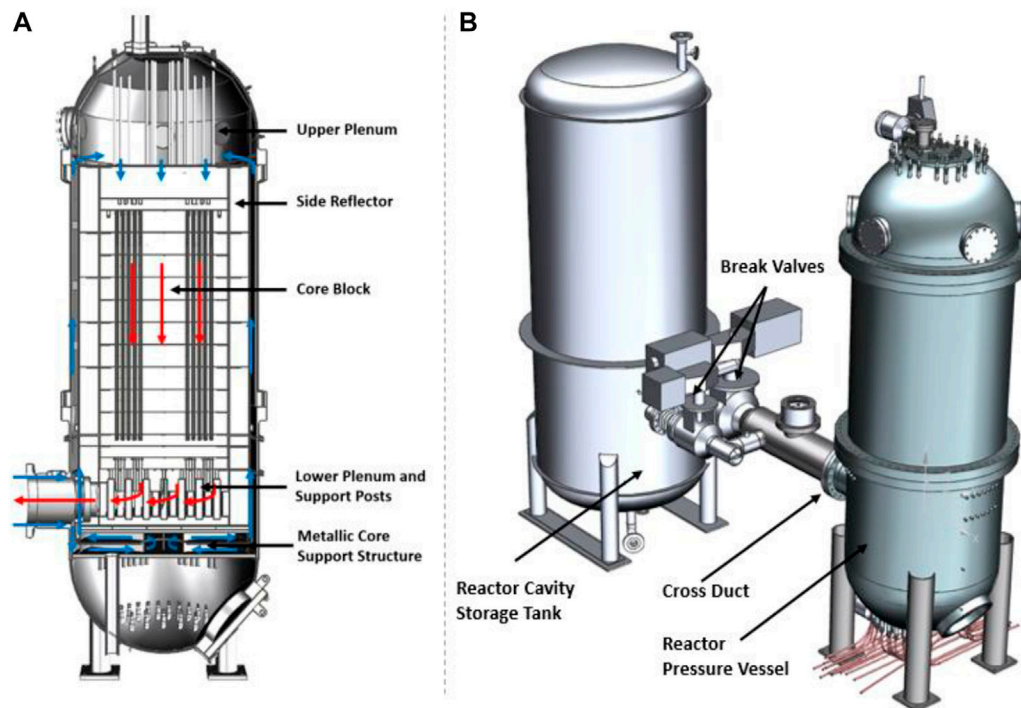 A
Upper Plenum
Side Reflector
Core Block
Lower Plenum and
Support Posts
Metallic Core
Support Structure
B
Break Valves
Reactor Cavity
Storage Tank
Cross Duct
Reactor
Pressure Vessel